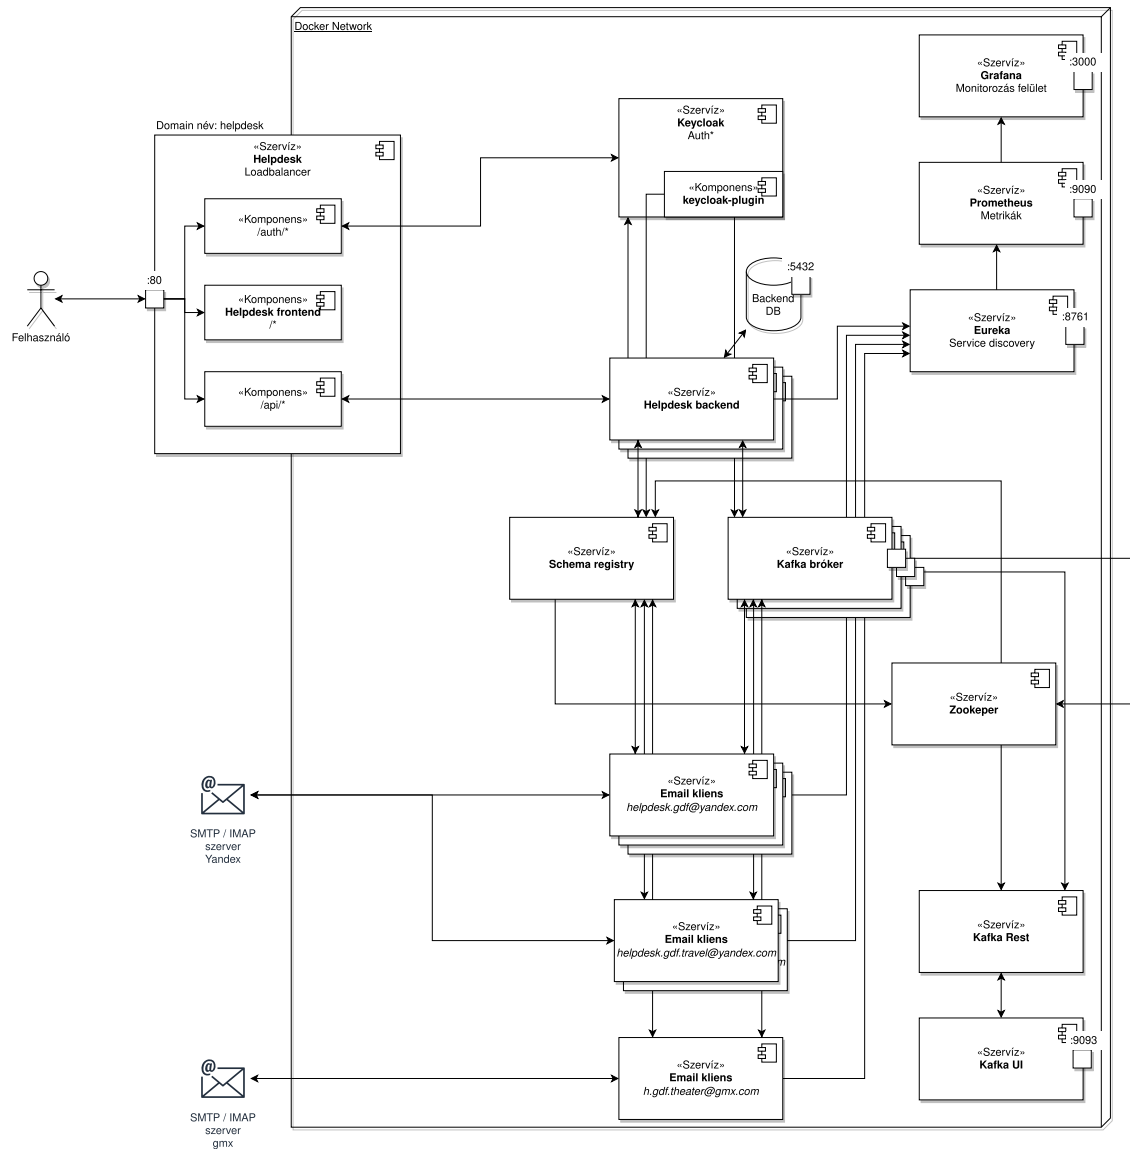 Docker Network
«Szervíz»
Grafana
Monitorozás felület
:3000
«Szervíz»
Keycloak
Auth*
«Komponens»
keycloak-plugin
Domain név: helpdesk
«Szervíz»
Helpdesk
Loadbalancer
«Szervíz»
Prometheus
Metrikák
:9090
«Komponens»
/auth/*
:80
«Komponens»
Helpdesk frontend
/*
Felhasználó
:5432
Backend
DB
«Szervíz»
Eureka
Service discovery
:8761
«Komponens»
/api/*
«Szervíz»
Helpdesk backend
«Szervíz»
Schema registry
«Szervíz»
Kafka bróker
«Szervíz»
Zookeper
«Szervíz»
Email kliens
helpdesk.gdf@yandex.com
SMTP / IMAP
szerver
Yandex
«Szervíz»
Email kliens
helpdesk.gdf.travel@yandex.com
m
«Szervíz»
Kafka Rest
«Szervíz»
Kafka UI
:9093
«Szervíz»
Email kliens
h.gdf.theater@gmx.com
SMTP / IMAP
szerver
gmx